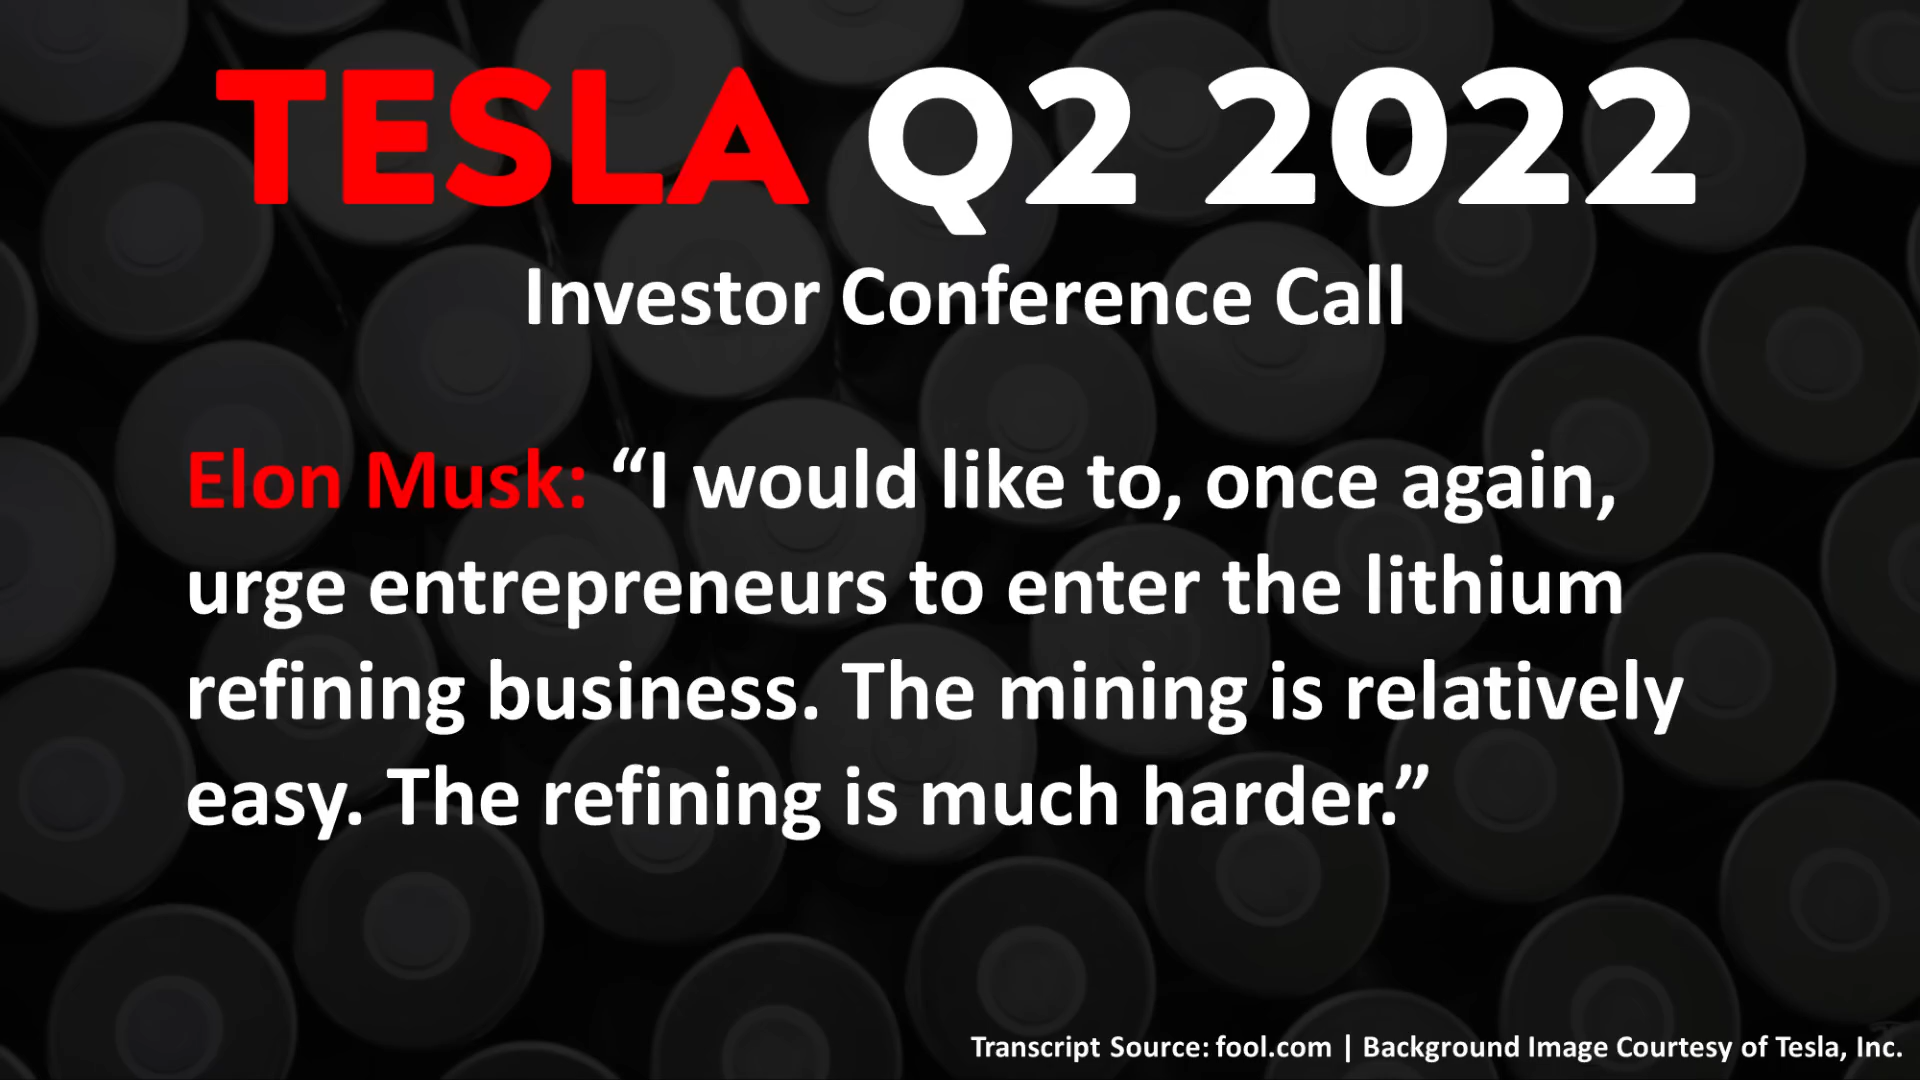 TESLA Q2 2022
Investor Conference Call
Elon Musk: “I would like to, once again,
urge entrepreneurs to enter the lithium
refining business. The mining is relatively
easy. The refining is much harder.”
Transcript Source: fool.com | Background Image Courtesy of Tesla, Inc.